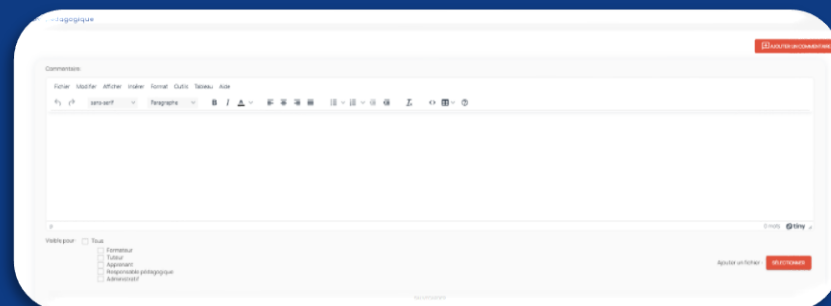 AJOUTER UN COMMENTAIRE
Commentaire
Fichier Modifier Afficher Insérer Format Outils Tableau Aide
sans-serif Paragraphe B I A
p 0 mots tiny
Visible pour Tous
Formateur
Tuteur
Apprenant
Responsable pédagogique
Administratif
Ajouter un fichier : SÉLECTIONNER